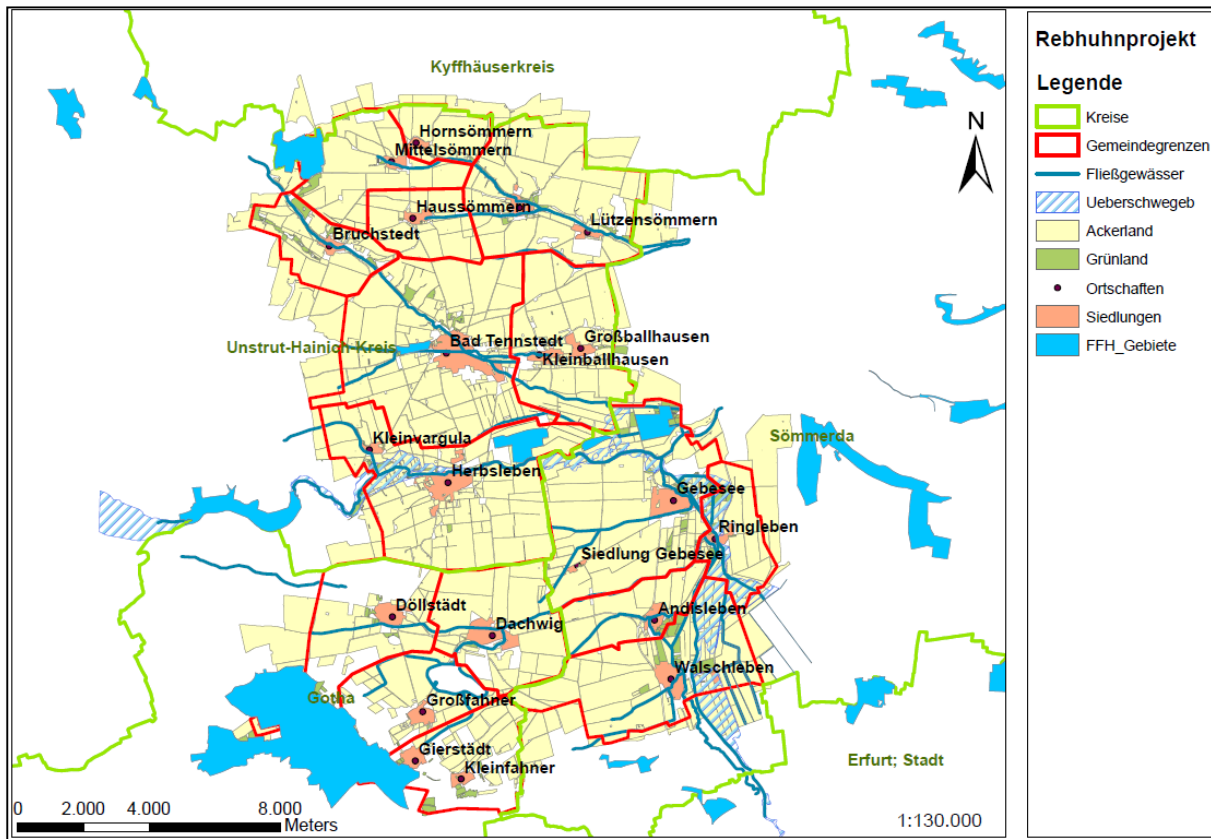 Kyffhäuserkreis
Hornsömmern
Mittelsömmern
Haussömmern
Lützensömmern
Bruchstedt
Unstrut-Hainich-Kreis
Bad Tennstedt
Großballhausen
Kleinballhausen
Sömmerda
Kleinvargula
Herbsleben
Gebesee
Ringleben
Siedlung Gebesee
Döllstädt
Dachwig
Andisleben
Walschleben
Gotha
Großfahner
Gierstädt
Kleinfahner
Erfurt; Stadt
N
0 2.000 4.000 8.000
Meters
1:130.000
Rebhuhnprojekt
Legende
Kreise
Gemeindegrenzen
Fließgewässer
Ueberschwegeb
Ackerland
Grünland
Ortschaften
Siedlungen
FFH_Gebiete